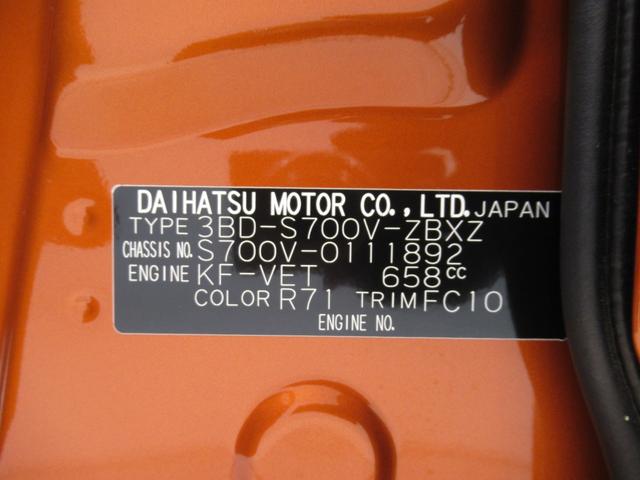 DAIHATSU MOTOR CO.,LTD. JAPAN
TYPE 3BD-S700V-ZBXZ
CHASSIS NO. S700V-0111892
ENGINE KF-VET 658cc
COLOR R71 TRIM FC10
ENGINE NO.